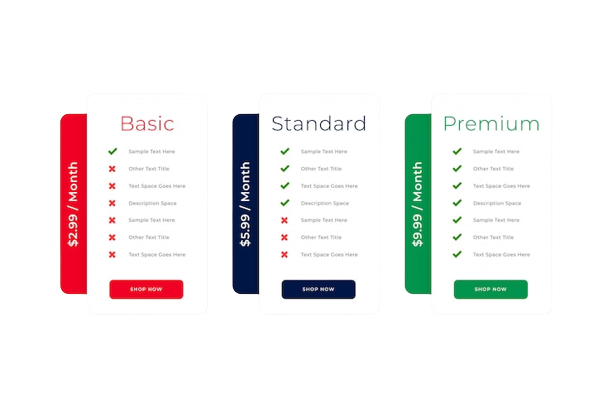 Basic
Sample Text Here
Other Text Title
Text Space Goes Here
Description Space
Sample Text Here
Other Text Title
Text Space Goes Here
SHOP NOW
$2.99 / Month
Standard
Sample Text Here
Other Text Title
Text Space Goes Here
Description Space
Sample Text Here
Other Text Title
Text Space Goes Here
SHOP NOW
$5.99 / Month
Premium
Sample Text Here
Other Text Title
Text Space Goes Here
Description Space
Sample Text Here
Other Text Title
Text Space Goes Here
SHOP NOW
$9.99 / Month